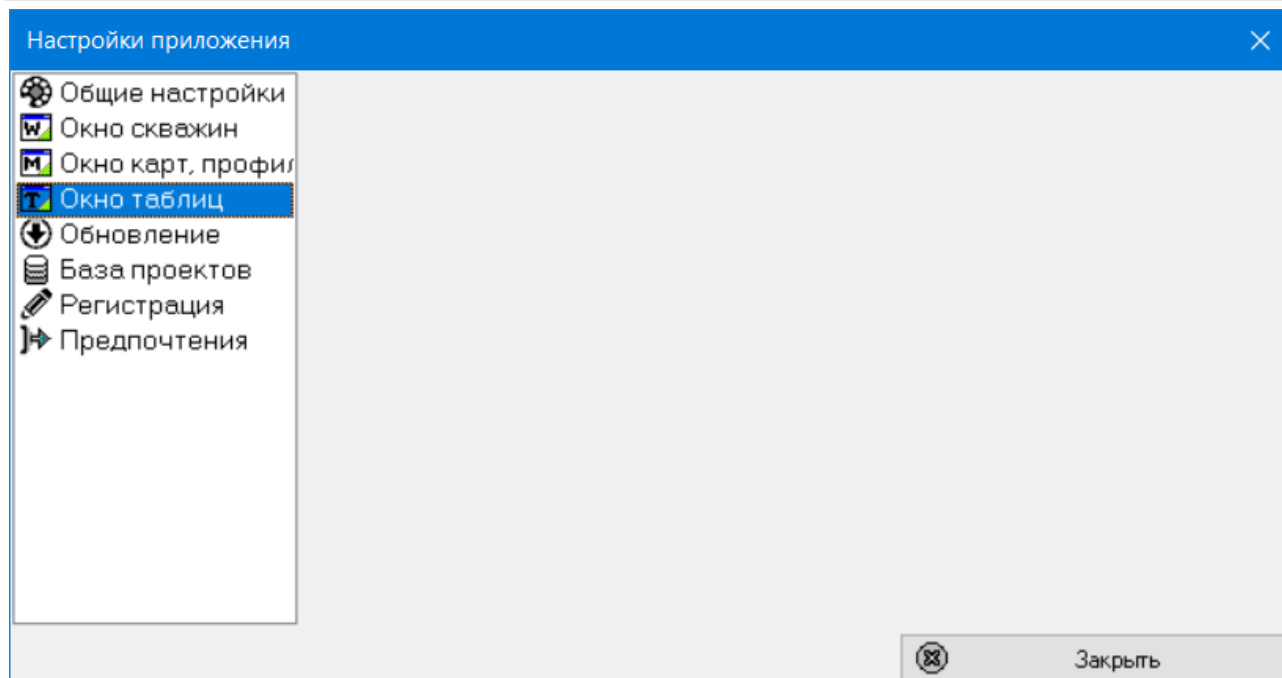 Настройки приложения
Общие настройки
W Окно скважин
M Окно карт, профил
T Окно таблиц
Обновление
База проектов
Регистрация
Предпочтения
Закрыть